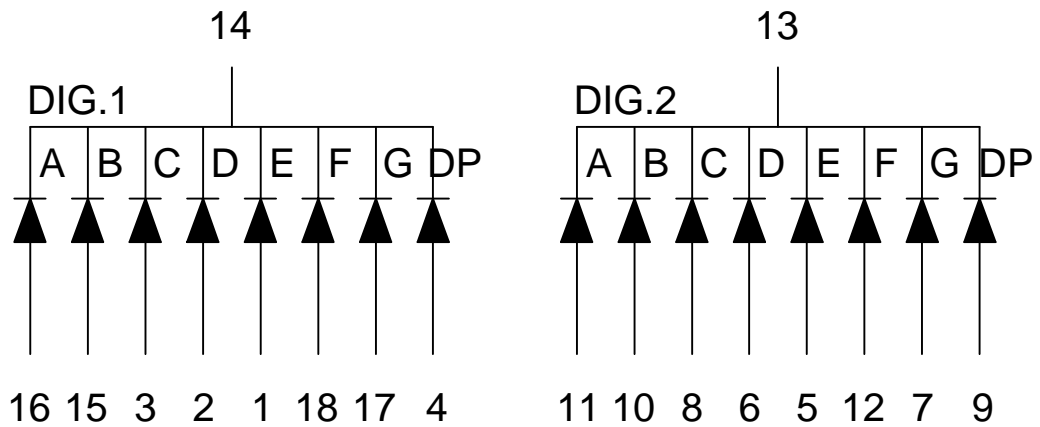 14 13
DIG.1 DIG.2
A B C D E F G DP A B C D E F G DP
16 15 3 2 1 18 17 4 11 10 8 6 5 12 7 9